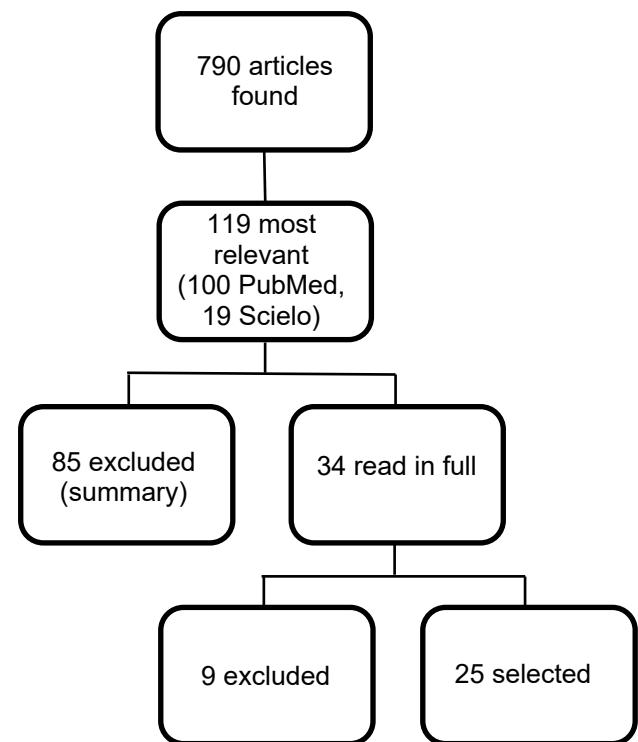 790 articles
found
119 most
relevant
(100 PubMed,
19 Scielo)
85 excluded
(summary)
34 read in full
9 excluded
25 selected